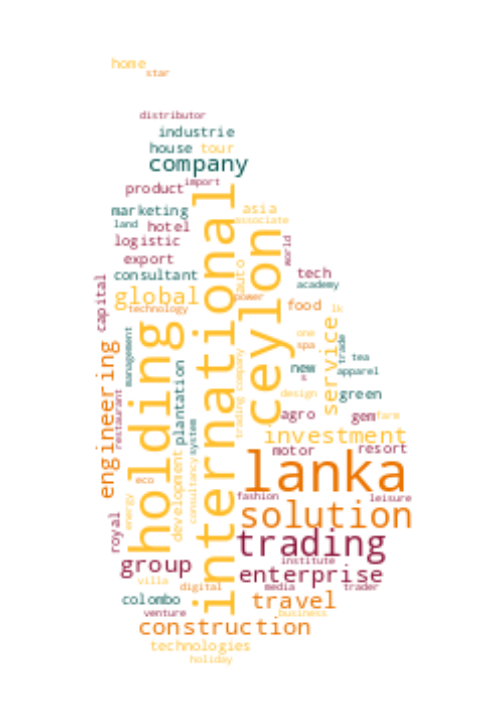 home
star
distributor
industrie
house tour
company
import
product
marketing
asia
land
hotel
associate
logistic
world
export
consultant
auto
tech
capital
academy
global
power
technology
food
lk
international
ceylon
holding
service
one
trade
management
spa
tea
engineering
new
apparel
s
plantation
trading company
design
green
restaurant
agro
gem
farm
system
investment
motor
resort
development
consultancy
lanka
eco
energy
fashion
leisure
solution
royal
trading
institute
group
enterprise
villa
digital
media
trader
colombo
travel
venture
business
construction
technologies
holiday